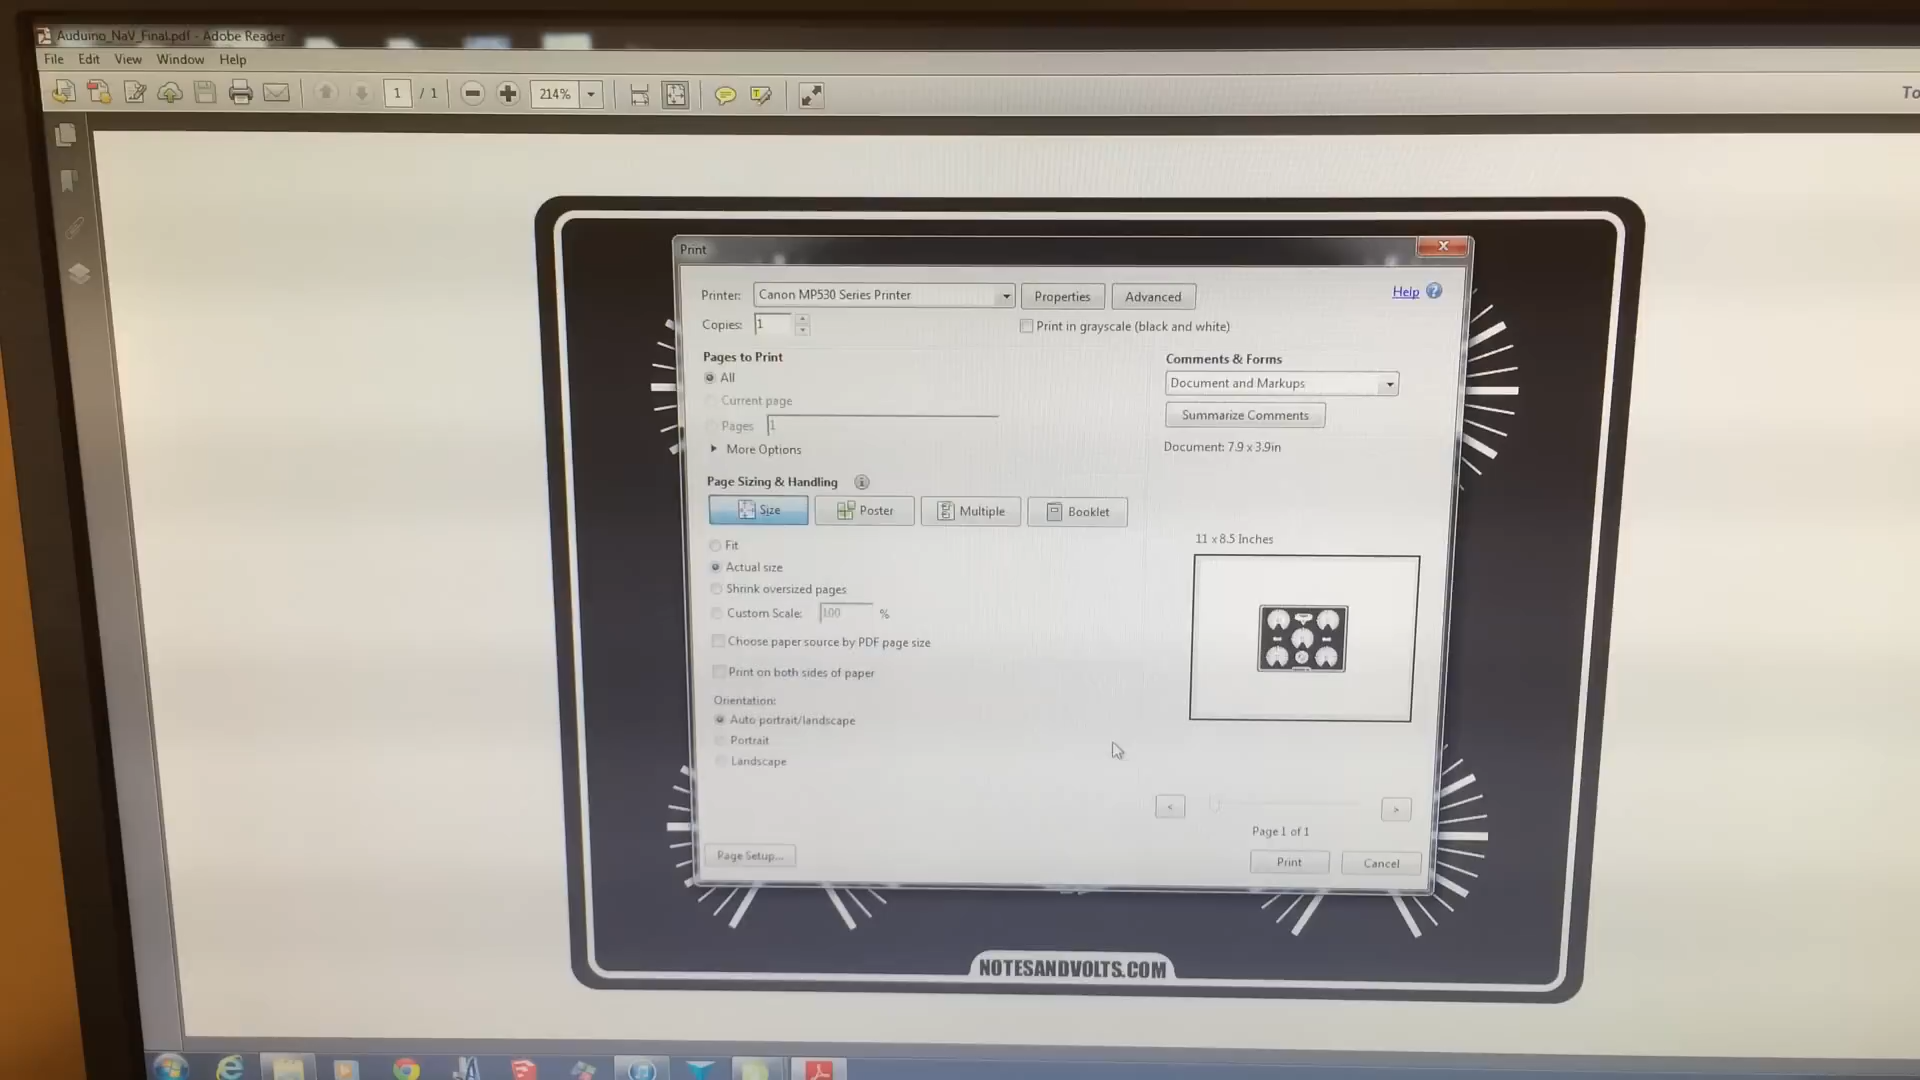 Auduino_NaV_Final.pdf - Adobe Reader
File Edit View Window Help
1 / 1 214%
Print
Printer: Canon MP530 Series Printer Properties Advanced Help
Copies: 1 Print in grayscale (black and white)
Pages to Print
All
Current page
Pages 1
More Options
Comments & Forms
Document and Markups
Summarize Comments
Document: 7.9 x 3.9in
Page Sizing & Handling
Size Poster Multiple Booklet
Fit
Actual size
Shrink oversized pages
Custom Scale: 100 %
Choose paper source by PDF page size
Print on both sides of paper
Orientation:
Auto portrait/landscape
Portrait
Landscape
11 x 8.5 Inches
< >
Page 1 of 1
Page Setup... Print Cancel
NOTESANDVOLTS.COM